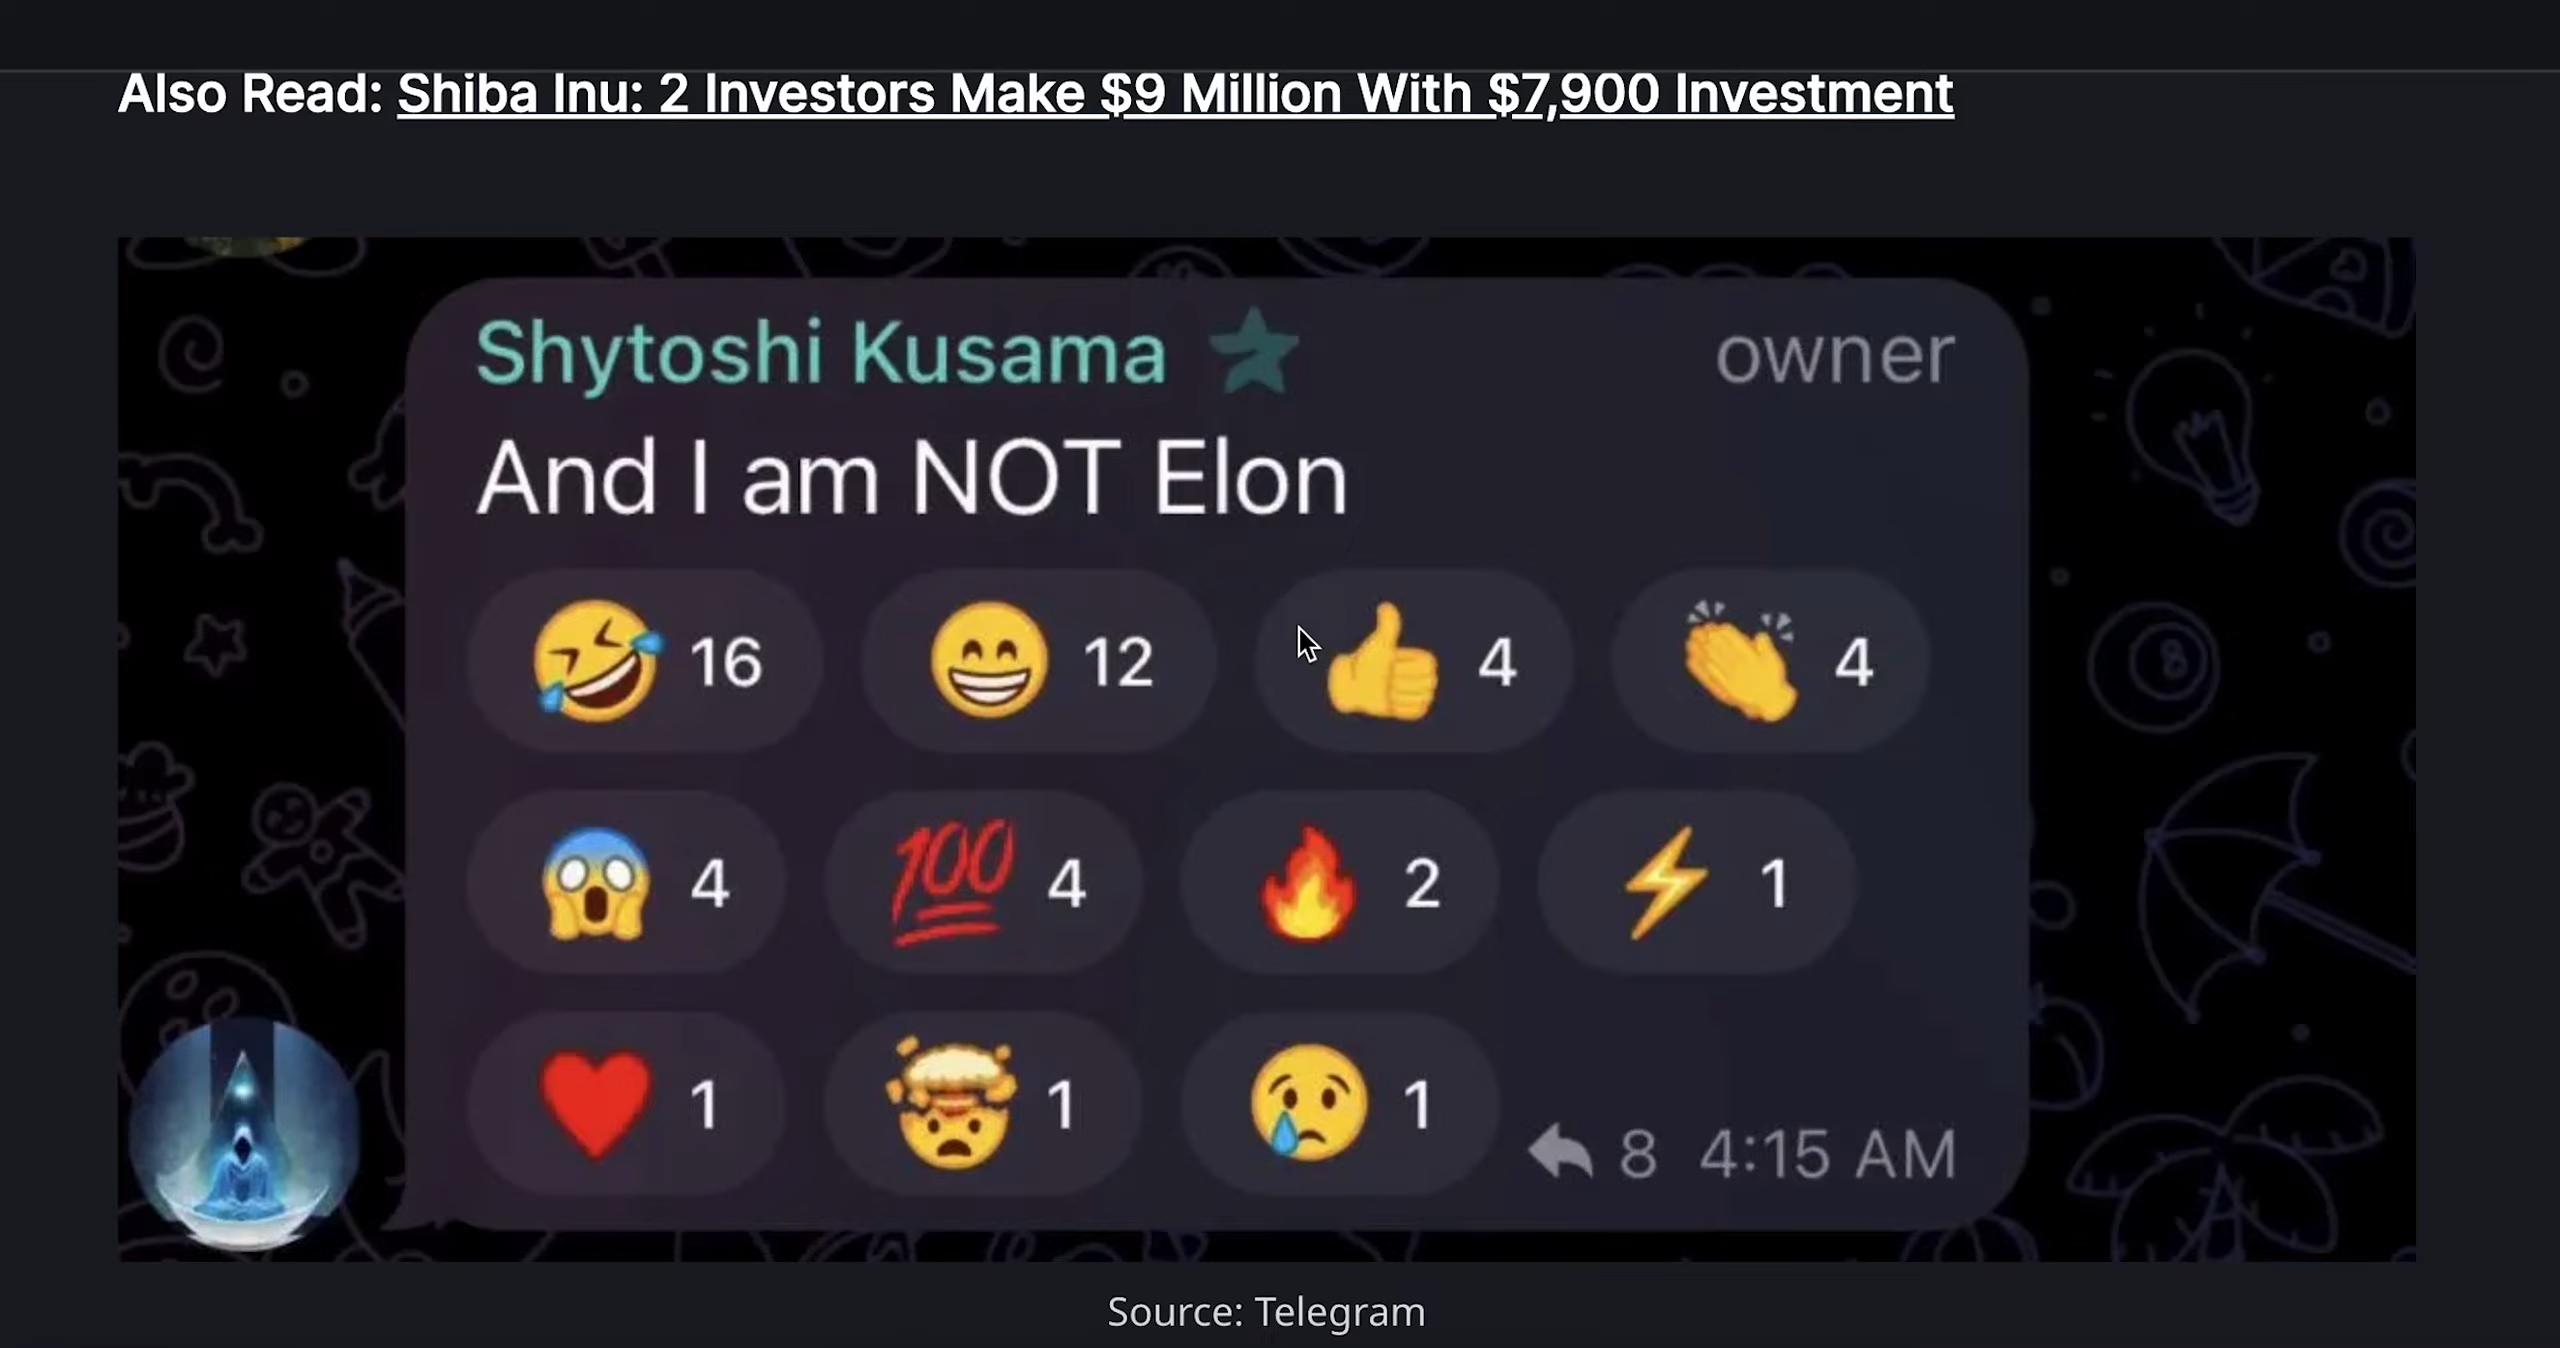 Also Read: Shiba Inu: 2 Investors Make $9 Million With $7,900 Investment
Shytoshi Kusama owner
And I am NOT Elon
🤣 16 😁 12 👍 4 👏 4
😱 4 💯 4 🔥 2 ⚡ 1
❤️ 1 🤯 1 😢 1 8 4:15 AM
Source: Telegram